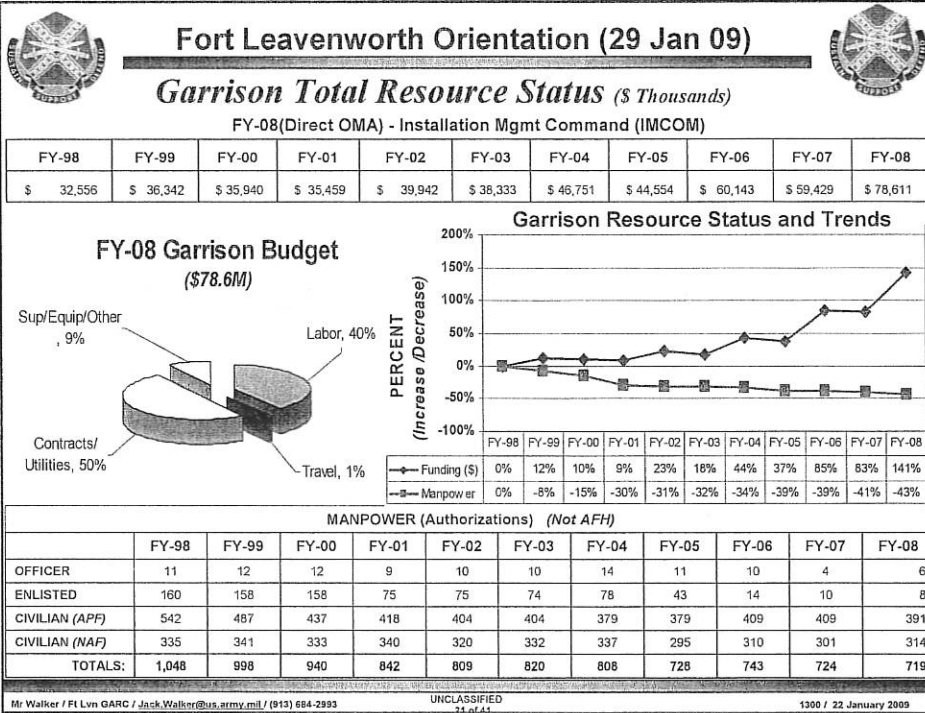 Fort Leavenworth Orientation (29 Jan 09)
SUPPORT
SUPPORT
Garrison Total Resource Status ($ Thousands)
FY-08(Direct OMA) - Installation Mgmt Command (IMCOM)
FY-98 FY-99 FY-00 FY-01 FY-02 FY-03 FY-04 FY-05 FY-06 FY-07 FY-08
$ 32,556 $ 36,342 $ 35,940 $ 35,459 $ 39,942 $ 38,333 $ 46,751 $ 44,554 $ 60,143 $ 59,429 $ 78,611
FY-08 Garrison Budget
($78.6M)
Sup/Equip/Other
, 9%
Labor, 40%
Contracts/
Utilities, 50%
Travel, 1%
Garrison Resource Status and Trends
PERCENT
(Increase /Decrease)
200%
150%
100%
50%
0%
-50%
-100%
FY-98 FY-99 FY-00 FY-01 FY-02 FY-03 FY-04 FY-05 FY-06 FY-07 FY-08
Funding ($) 0% 12% 10% 9% 23% 18% 44% 37% 85% 83% 141%
Manpower 0% -8% -15% -30% -31% -32% -34% -39% -39% -41% -43%
MANPOWER (Authorizations) (Not AFH)
FY-98 FY-99 FY-00 FY-01 FY-02 FY-03 FY-04 FY-05 FY-06 FY-07 FY-08
OFFICER 11 12 12 9 10 10 14 11 10 4 6
ENLISTED 160 158 158 75 75 74 78 43 14 10 8
CIVILIAN (APF) 542 487 437 418 404 404 379 379 409 409 391
CIVILIAN (NAF) 335 341 333 340 320 332 337 295 310 301 314
TOTALS: 1,048 998 940 842 809 820 808 728 743 724 719
Mr Walker / Ft Lvn GARC / Jack.Walker@us.army.mil / (913) 684-2993
UNCLASSIFIED
21 of 41
1300 / 22 January 2009